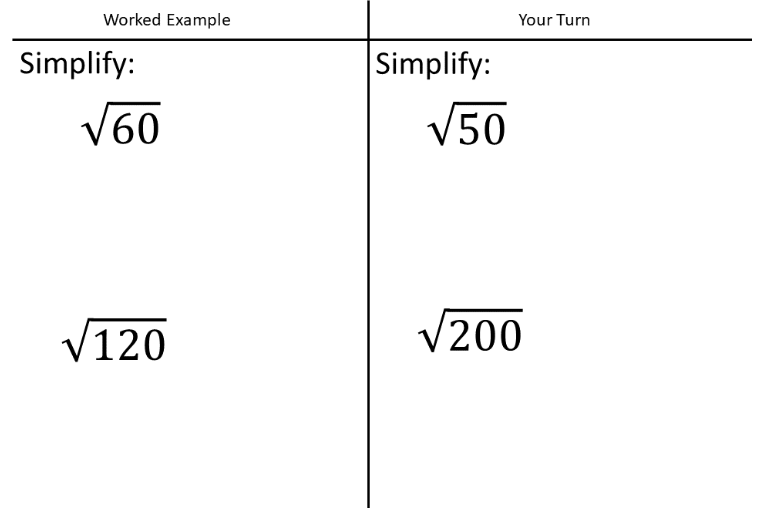 Worked Example
Simplify:
√60
√120
Your Turn
Simplify:
√50
√200